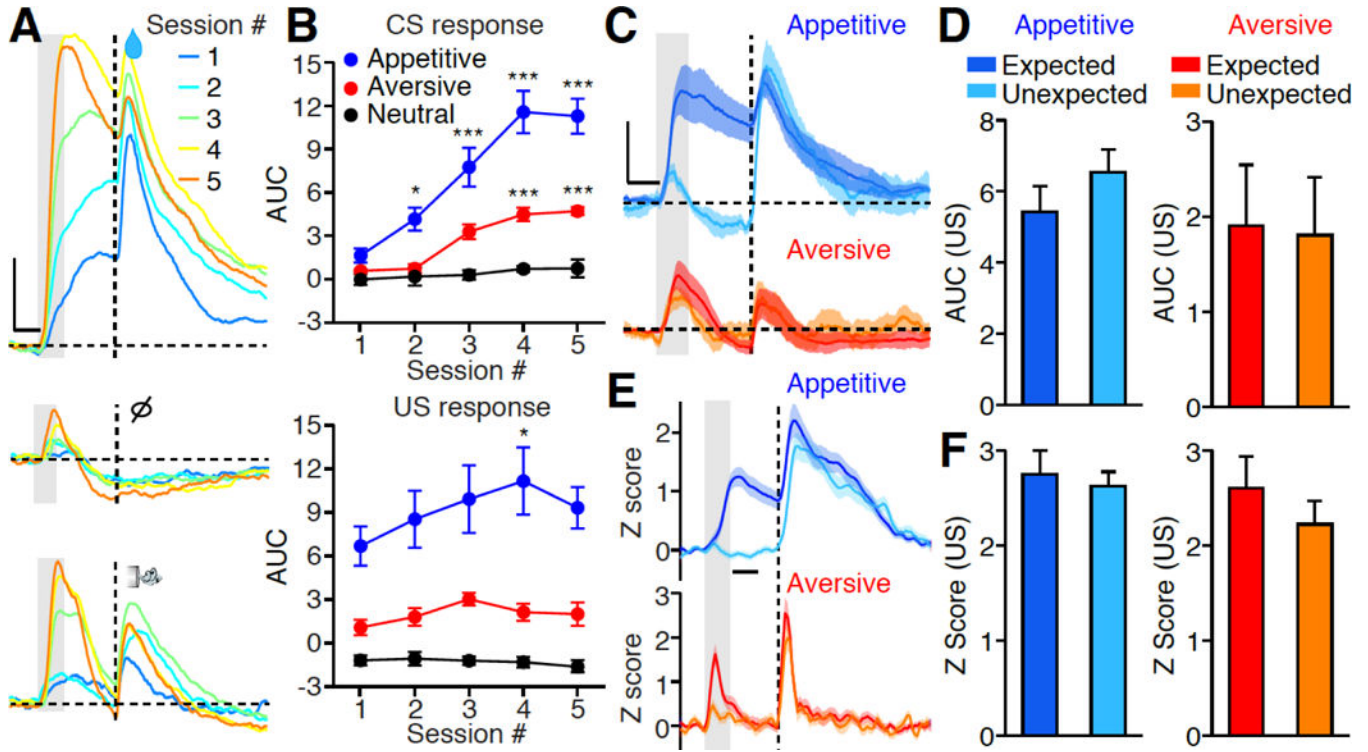 A
Session #
1
2
3
4
5
B
CS response
Appetitive
Aversive
Neutral
AUC
15
12
9
6
3
0
-3
* *** *** *** *** ***
1 2 3 4 5
Session #
US response
AUC
15
12
9
6
3
0
-3
*
1 2 3 4 5
Session #
C
Appetitive
Aversive
D
Appetitive
Expected
Unexpected
AUC (US)
8
6
4
2
0
Aversive
Expected
Unexpected
AUC (US)
3
2
1
0
E
Appetitive
Z score
2
1
0
Aversive
Z score
3
2
1
0
F
Z Score (US)
3
2
1
0
Z Score (US)
3
2
1
0